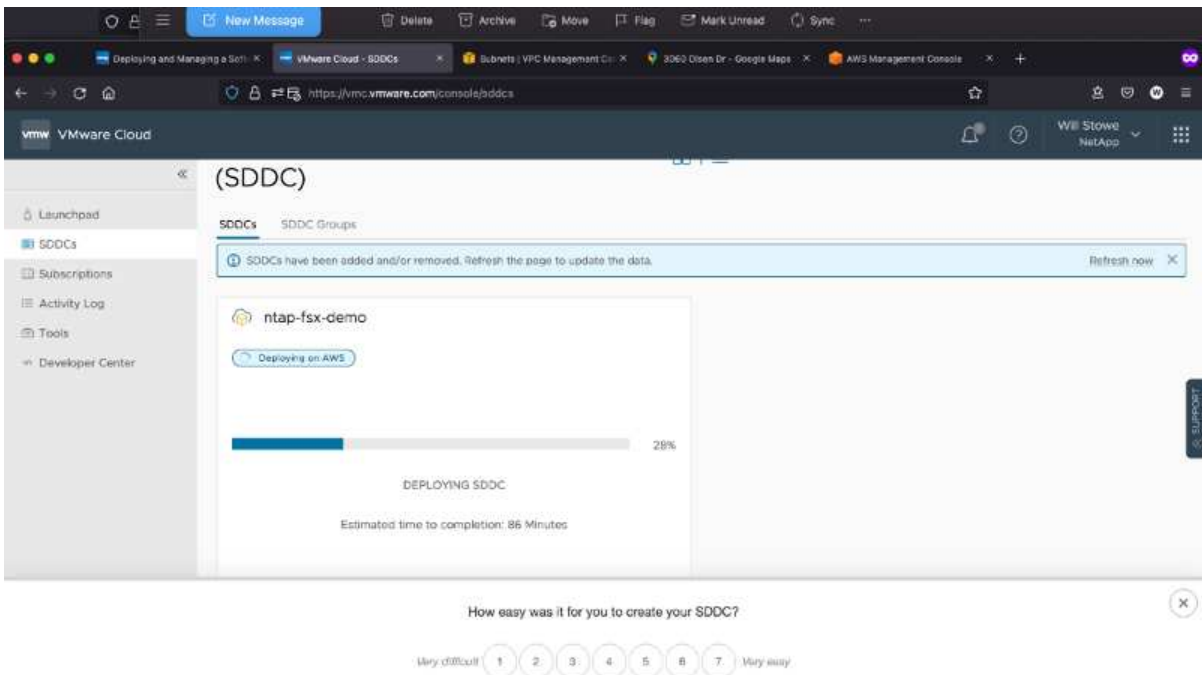 New Message Delete Archive Move Flag Mark Unread Sync ...
Deploying and Managing a Soft × VMware Cloud - SDDCs × Subnets | VPC Management Co × 3060 Olsen Dr - Google Maps × AWS Management Console × +
https://vmc.vmware.com/console/sddcs
vmw VMware Cloud Will Stowe
NetApp
(SDDC)
Launchpad
SDDCs SDDC Groups
SDDCs
SDDCs have been added and/or removed. Refresh the page to update the data. Refresh now
Subscriptions
Activity Log
ntap-fsx-demo
Tools
Deploying on AWS
Developer Center
SUPPORT
28%
DEPLOYING SDDC
Estimated time to completion: 86 Minutes
How easy was it for you to create your SDDC?
Very difficult 1 2 3 4 5 6 7 Very easy